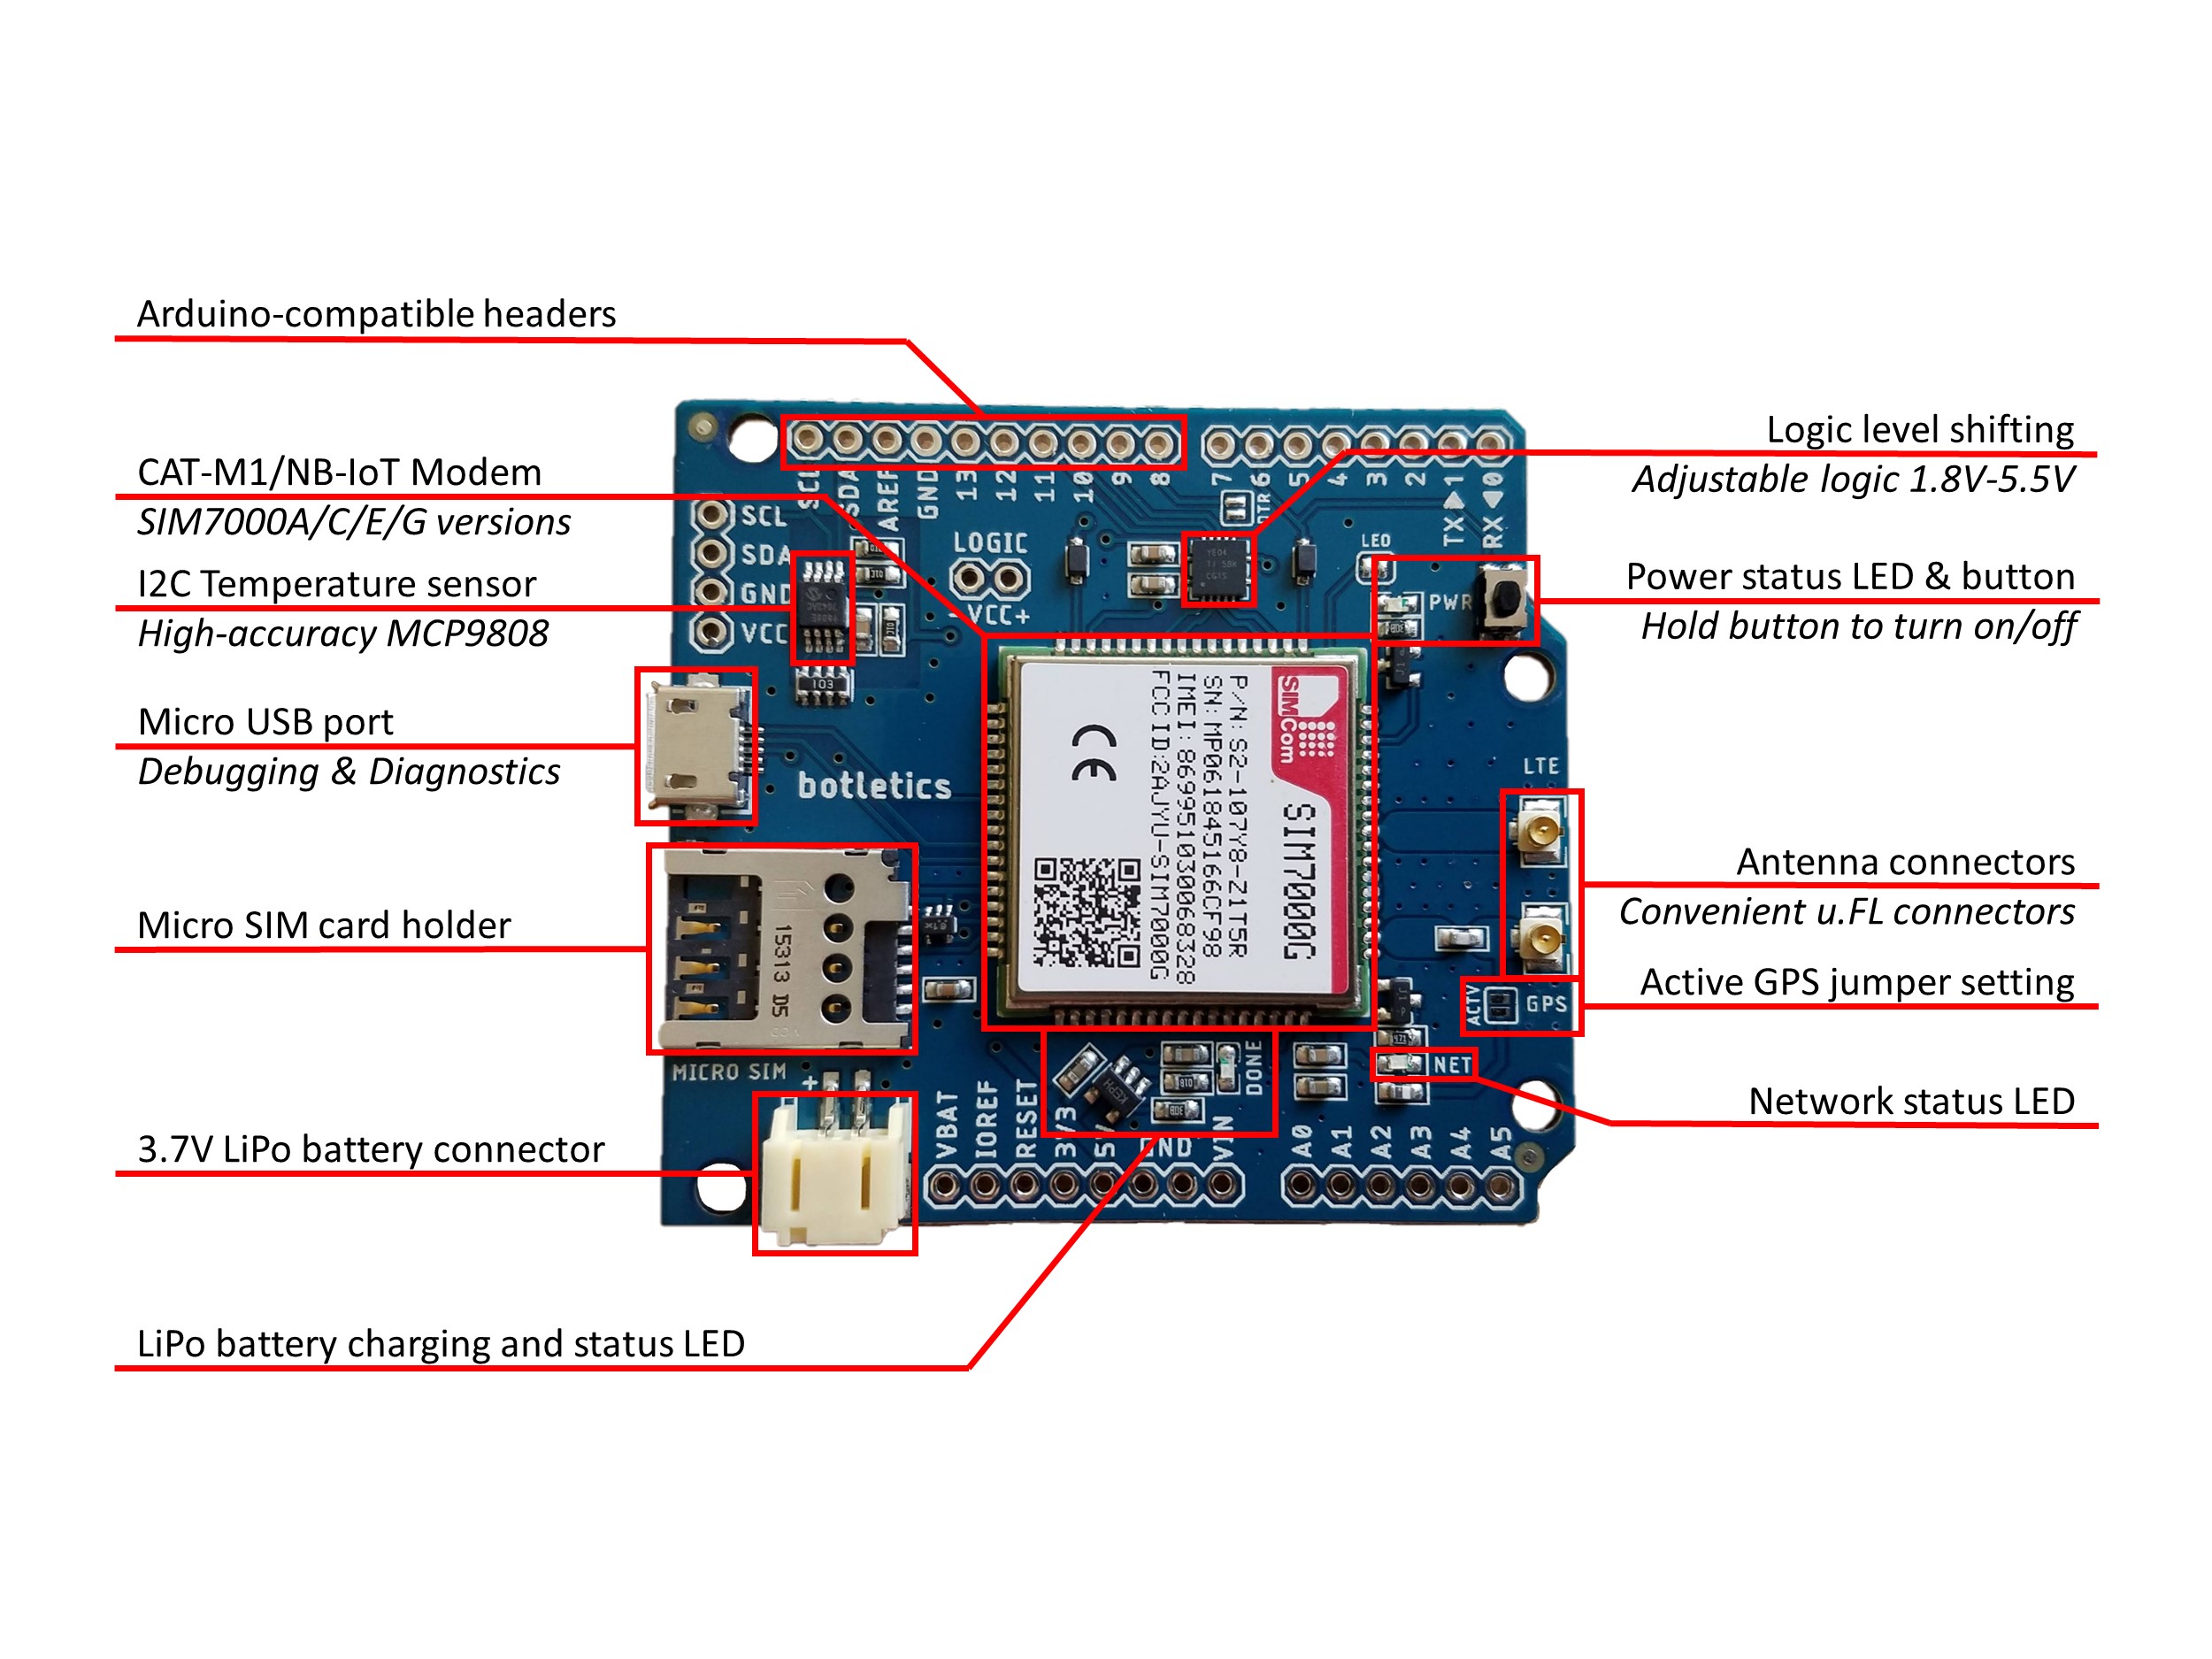 Arduino-compatible headers
CAT-M1/NB-IoT Modem
SIM7000A/C/E/G versions
I2C Temperature sensor
High-accuracy MCP9808
Micro USB port
Debugging & Diagnostics
Micro SIM card holder
3.7V LiPo battery connector
LiPo battery charging and status LED
Logic level shifting
Adjustable logic 1.8V-5.5V
Power status LED & button
Hold button to turn on/off
Antenna connectors
Convenient u.FL connectors
Active GPS jumper setting
Network status LED
SCL SDA AREF GND 13 12 11 10 9 8
7 6 5 4 3 2 TX 1 RX 0
SCL
SDA
GND
VCC
LOGIC
-VCC+
DTR
LED
PWR
103
botletics
SIMCom
SIM7000G
P/N:S2-107Y8-Z1T5R
SN:MP061845166CF98
IMEI:869951030068328
FCC ID:2AJYU-SIM7000G
CE
15313 D5
MICRO SIM
+
LTE
ACTV
GPS
NET
DONE
VBAT IOREF RESET 3V3 5V GND VIN
A0 A1 A2 A3 A4 A5